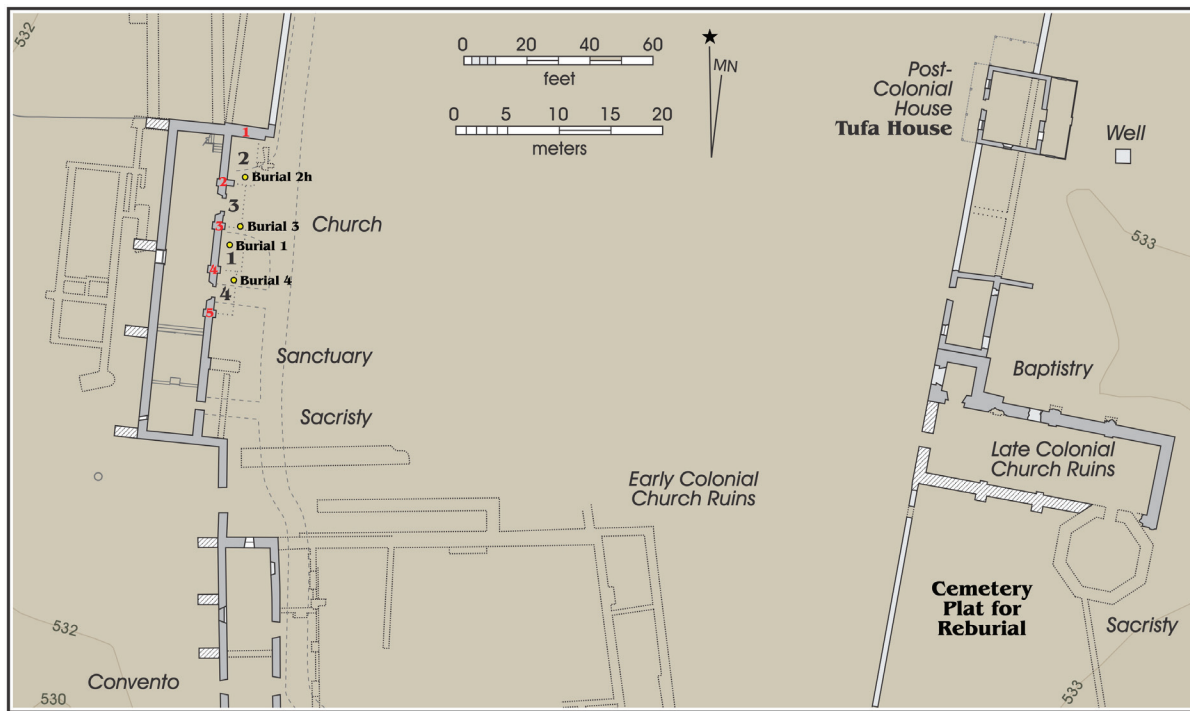 532
0 20 40 60
feet
MN
0 5 10 20
meters
Post-
Colonial
House
Tufa House
Well
1
2
Burial 2h
2
3
3
Burial 3
Church
Burial 1
1
4
Burial 4
4
5
533
Sanctuary
Sacristy
Baptistry
Late Colonial
Church Ruins
Early Colonial
Church Ruins
Cemetery
Plat for
Reburial
Sacristy
532
Convento
530
533